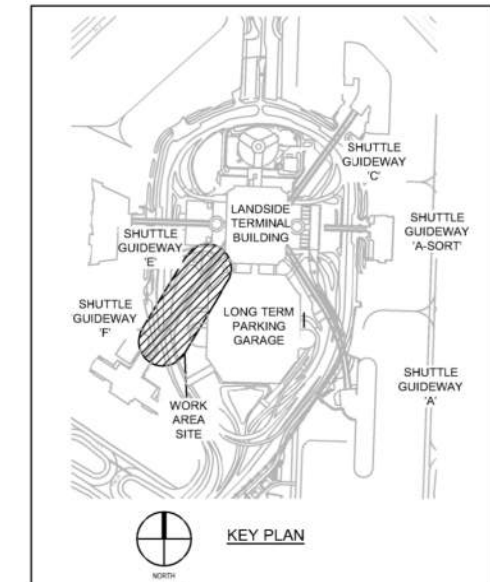 SHUTTLE
GUIDEWAY
'C'
LANDSIDE
TERMINAL
BUILDING
SHUTTLE
GUIDEWAY
'A-SORT'
SHUTTLE
GUIDEWAY
'E'
SHUTTLE
GUIDEWAY
'F'
LONG TERM
PARKING
GARAGE
SHUTTLE
GUIDEWAY
'A'
WORK
AREA
SITE
KEY PLAN
NORTH